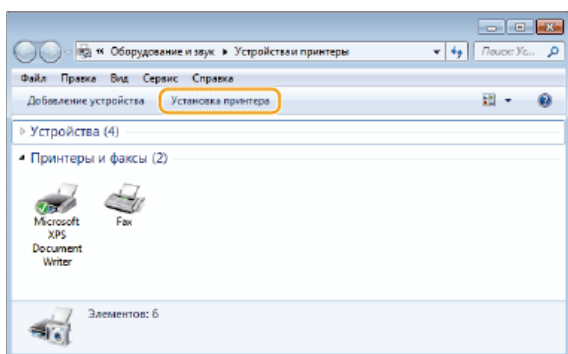 « Оборудование и звук ▸ Устройства и принтеры
Поиск: Ус...
Файл Правка Вид Сервис Справка
Добавление устройства Установка принтера
Устройства (4)
Принтеры и факсы (2)
Microsoft
XPS
Document
Writer
Fax
Элементов: 6